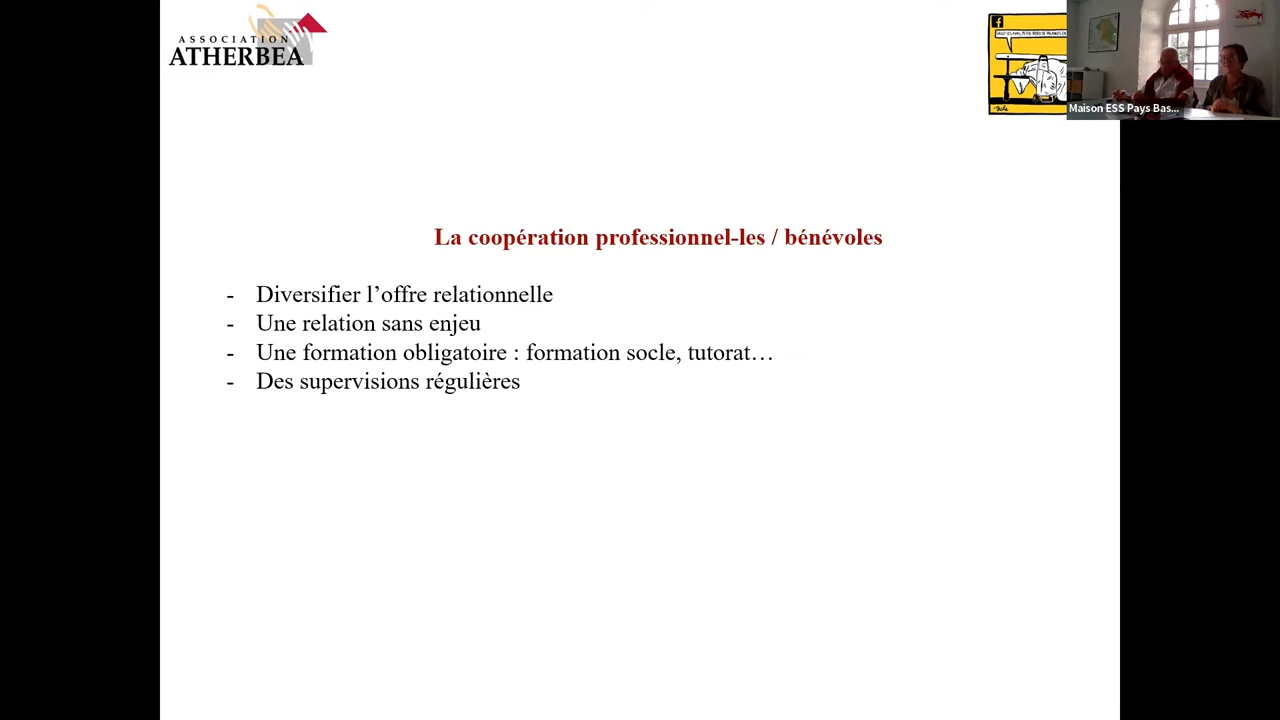 ASSOCIATION
ATHERBEA
Maison ESS Pays Bas...
La coopération professionnel-les / bénévoles
- Diversifier l’offre relationnelle
- Une relation sans enjeu
- Une formation obligatoire : formation socle, tutorat…
- Des supervisions régulières